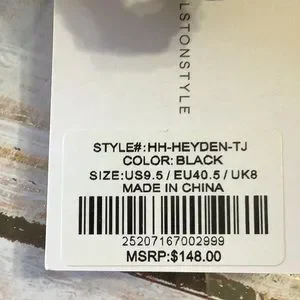 LSTONSTYLE
STYLE#:HH-HEYDEN-TJ
COLOR:BLACK
SIZE:US9.5 / EU40.5 / UK8
MADE IN CHINA
25207167002999
MSRP:$148.00